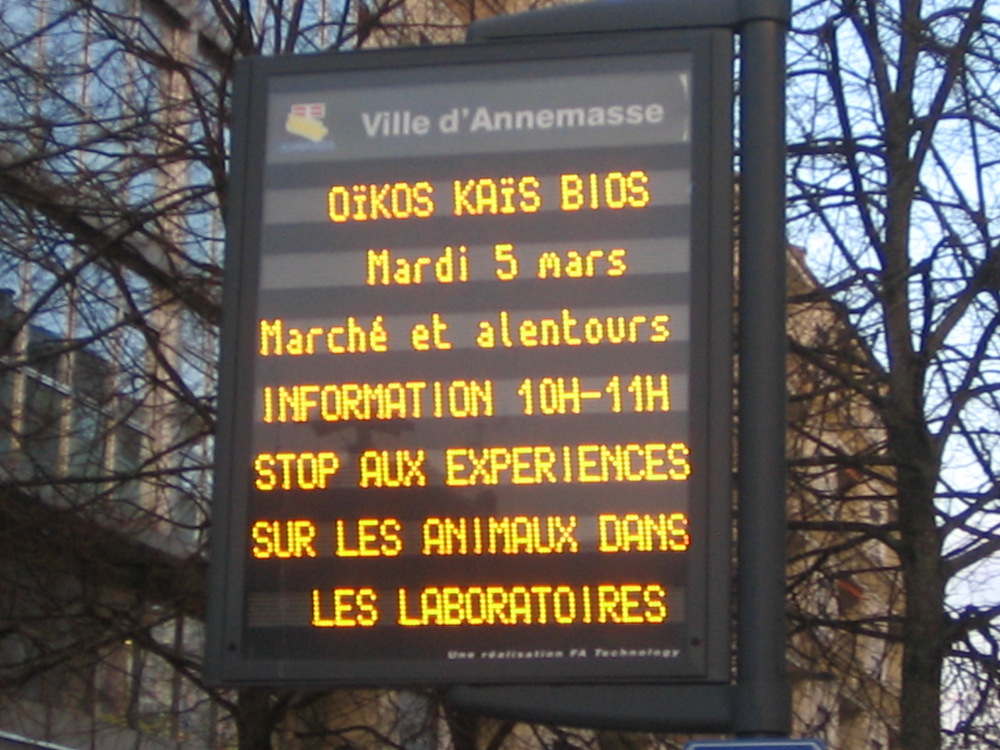 Ville d'Annemasse
OïKOS KAïS BIOS
Mardi 5 mars
Marché et alentours
INFORMATION 10H-11H
STOP AUX EXPERIENCES
SUR LES ANIMAUX DANS
LES LABORATOIRES
Une réalisation FA Technology